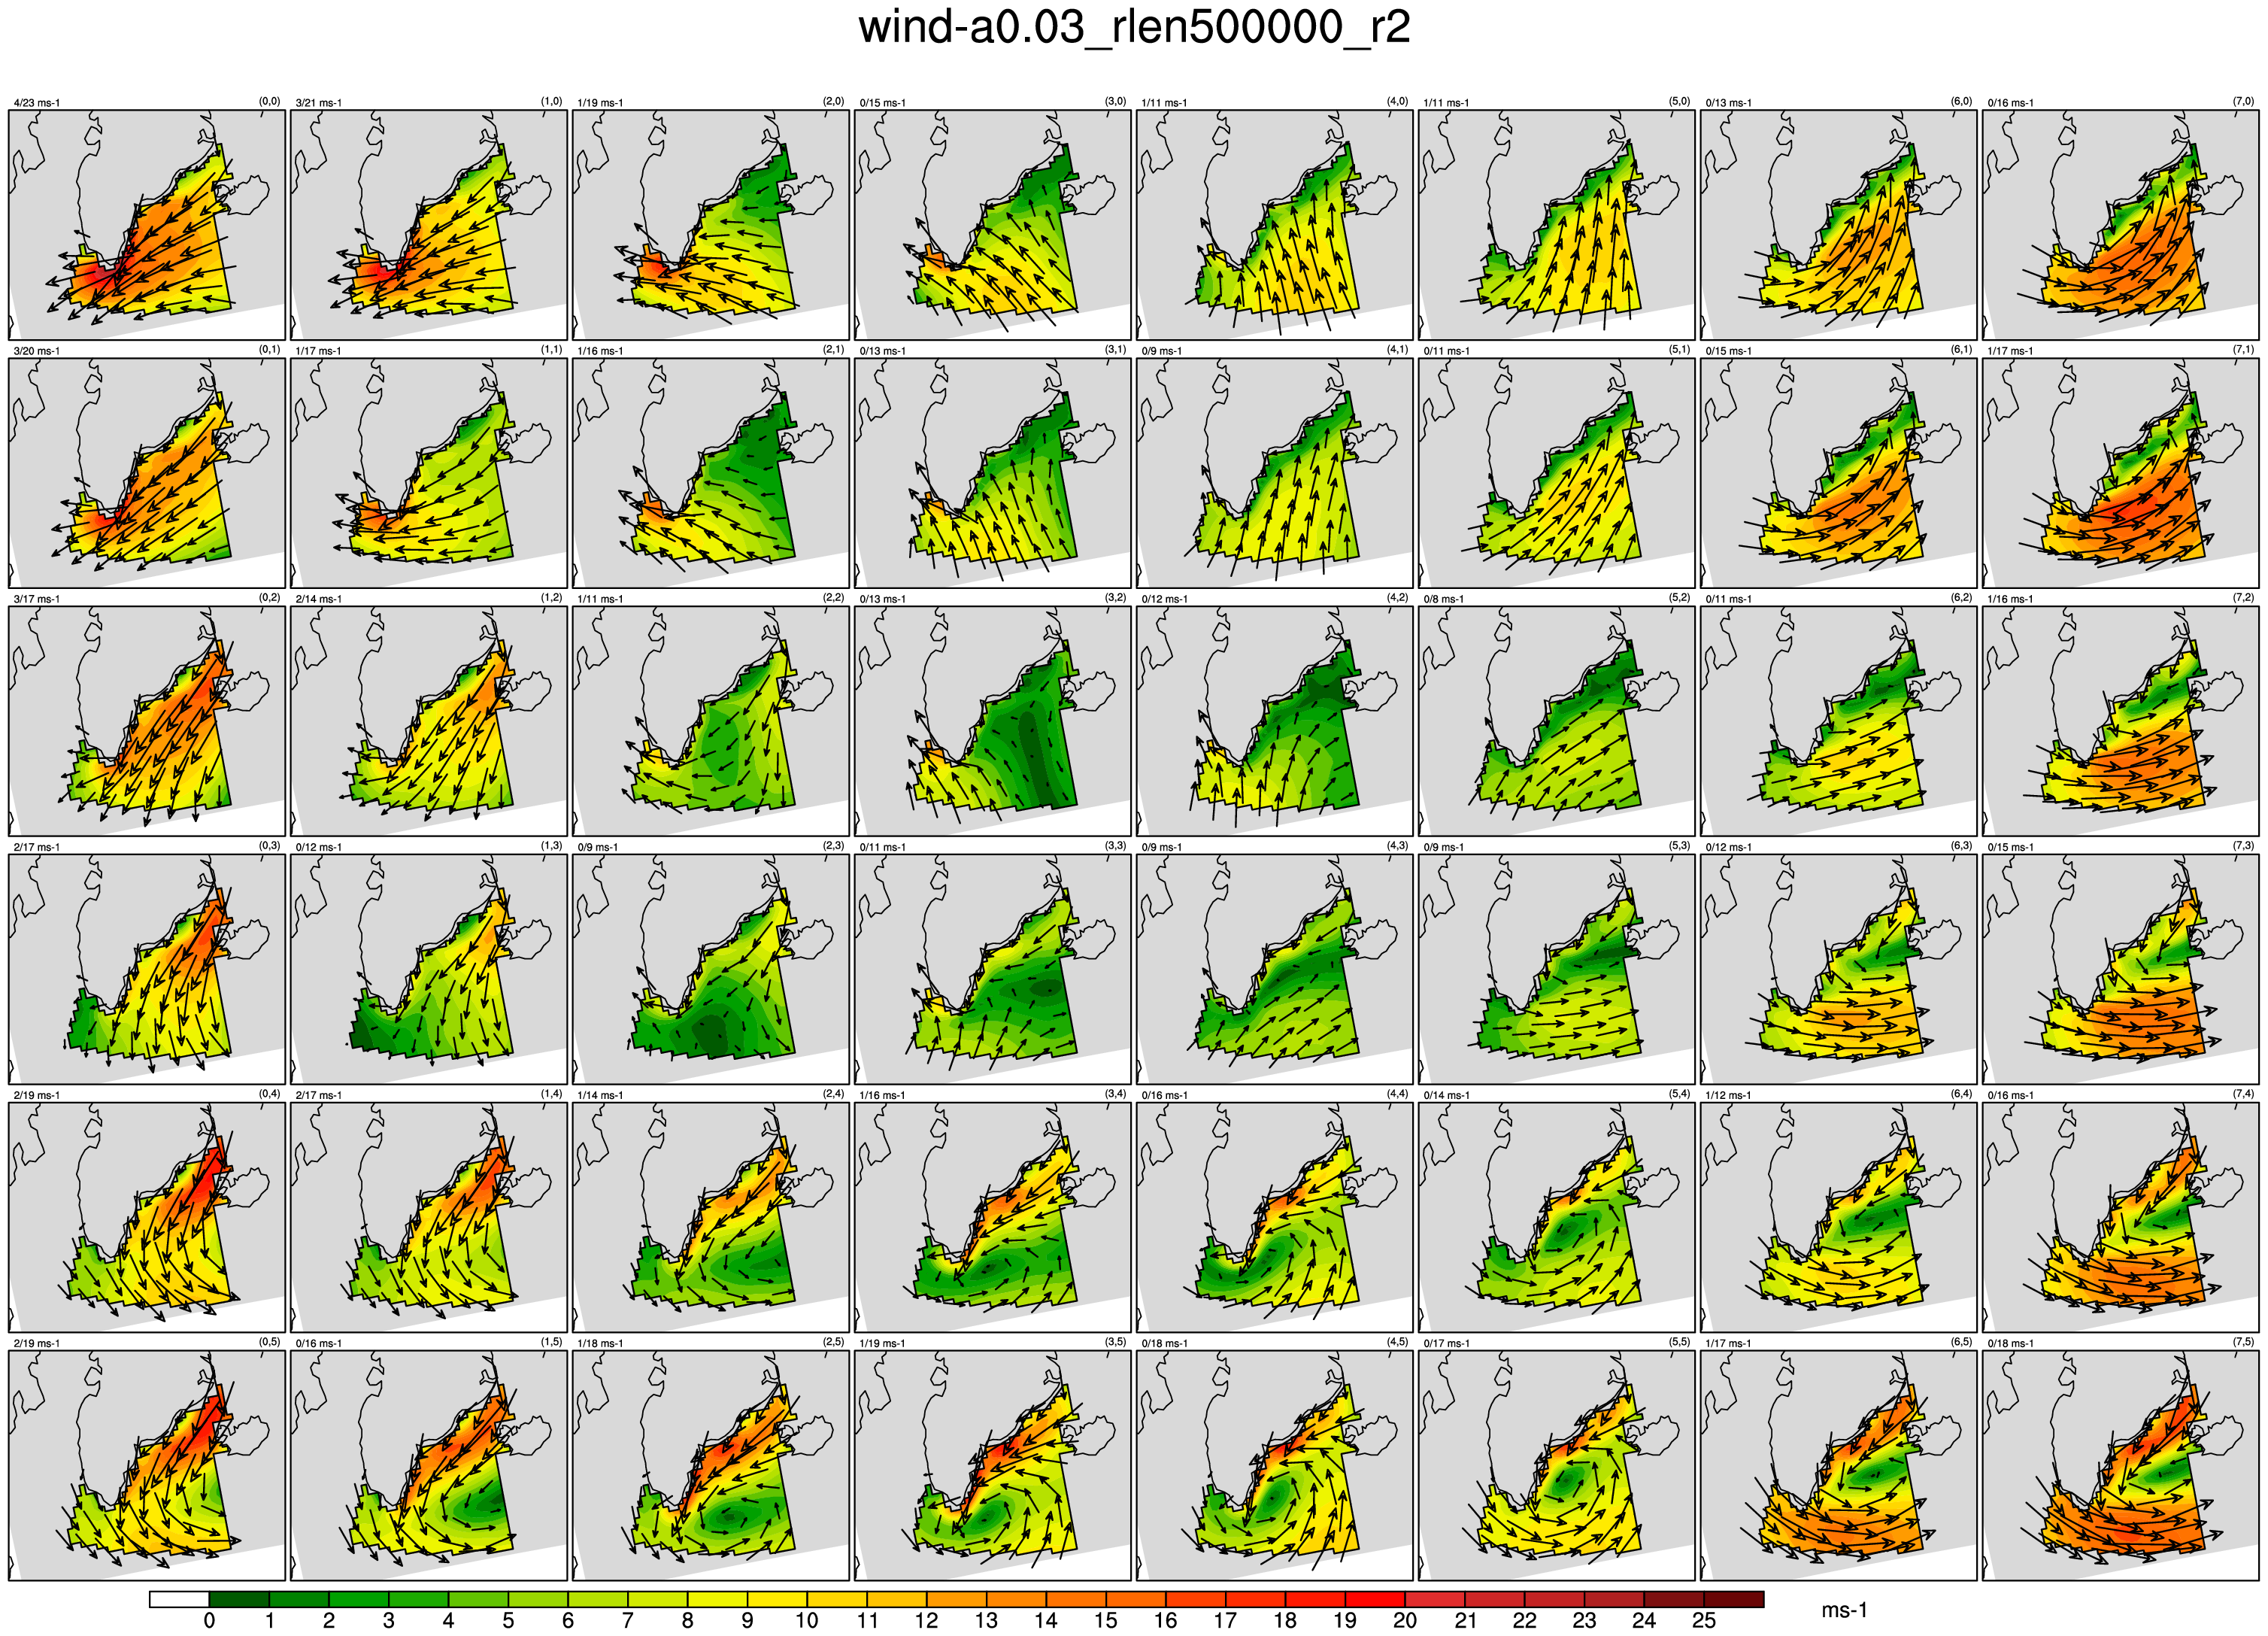 wind-a0.03_rlen500000_r2
4/23 ms-1 (0,0) 3/21 ms-1 (1,0) 1/19 ms-1 (2,0) 0/15 ms-1 (3,0) 1/11 ms-1 (4,0) 1/11 ms-1 (5,0) 0/13 ms-1 (6,0) 0/16 ms-1 (7,0)
3/20 ms-1 (0,1) 1/17 ms-1 (1,1) 1/16 ms-1 (2,1) 0/13 ms-1 (3,1) 0/9 ms-1 (4,1) 0/11 ms-1 (5,1) 0/15 ms-1 (6,1) 1/17 ms-1 (7,1)
3/17 ms-1 (0,2) 2/14 ms-1 (1,2) 1/11 ms-1 (2,2) 0/13 ms-1 (3,2) 0/12 ms-1 (4,2) 0/8 ms-1 (5,2) 0/11 ms-1 (6,2) 1/16 ms-1 (7,2)
2/17 ms-1 (0,3) 0/12 ms-1 (1,3) 0/9 ms-1 (2,3) 0/11 ms-1 (3,3) 0/9 ms-1 (4,3) 0/9 ms-1 (5,3) 0/12 ms-1 (6,3) 0/15 ms-1 (7,3)
2/19 ms-1 (0,4) 2/17 ms-1 (1,4) 1/14 ms-1 (2,4) 1/16 ms-1 (3,4) 0/16 ms-1 (4,4) 0/14 ms-1 (5,4) 1/12 ms-1 (6,4) 0/16 ms-1 (7,4)
2/19 ms-1 (0,5) 0/16 ms-1 (1,5) 1/18 ms-1 (2,5) 1/19 ms-1 (3,5) 0/18 ms-1 (4,5) 0/17 ms-1 (5,5) 1/17 ms-1 (6,5) 0/18 ms-1 (7,5)
0 1 2 3 4 5 6 7 8 9 10 11 12 13 14 15 16 17 18 19 20 21 22 23 24 25 ms-1